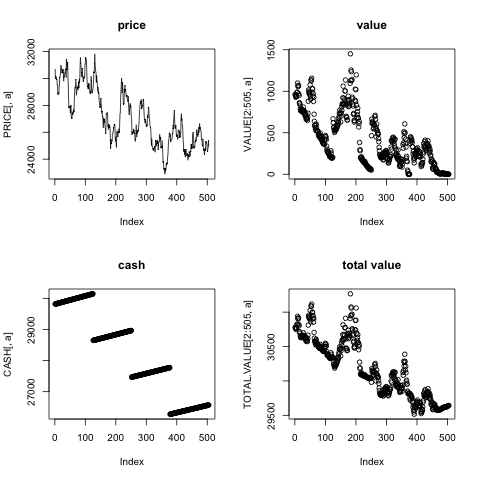 price
PRICE[, a]
24000 28000 32000
0 100 200 300 400 500
Index
value
VALUE[2:505, a]
0 500 1000 1500
0 100 200 300 400 500
Index
cash
CASH[, a]
27000 29000
0 100 200 300 400 500
Index
total value
TOTAL.VALUE[2:505, a]
29500 30500
0 100 200 300 400 500
Index